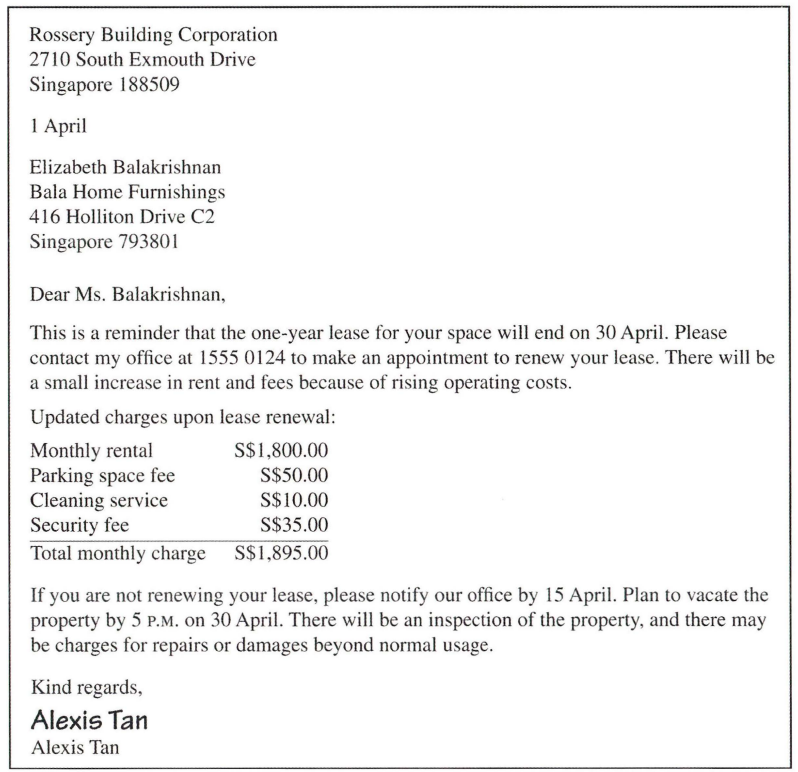 Rossery Building Corporation
2710 South Exmouth Drive
Singapore 188509
1 April
Elizabeth Balakrishnan
Bala Home Furnishings
416 Holliton Drive C2
Singapore 793801
Dear Ms. Balakrishnan,
This is a reminder that the one-year lease for your space will end on 30 April. Please
contact my office at 1555 0124 to make an appointment to renew your lease. There will be
a small increase in rent and fees because of rising operating costs.
Updated charges upon lease renewal:
Monthly rental S$1,800.00
Parking space fee S$50.00
Cleaning service S$10.00
Security fee S$35.00
Total monthly charge S$1,895.00
If you are not renewing your lease, please notify our office by 15 April. Plan to vacate the
property by 5 P.M. on 30 April. There will be an inspection of the property, and there may
be charges for repairs or damages beyond normal usage.
Kind regards,
Alexis Tan
Alexis Tan